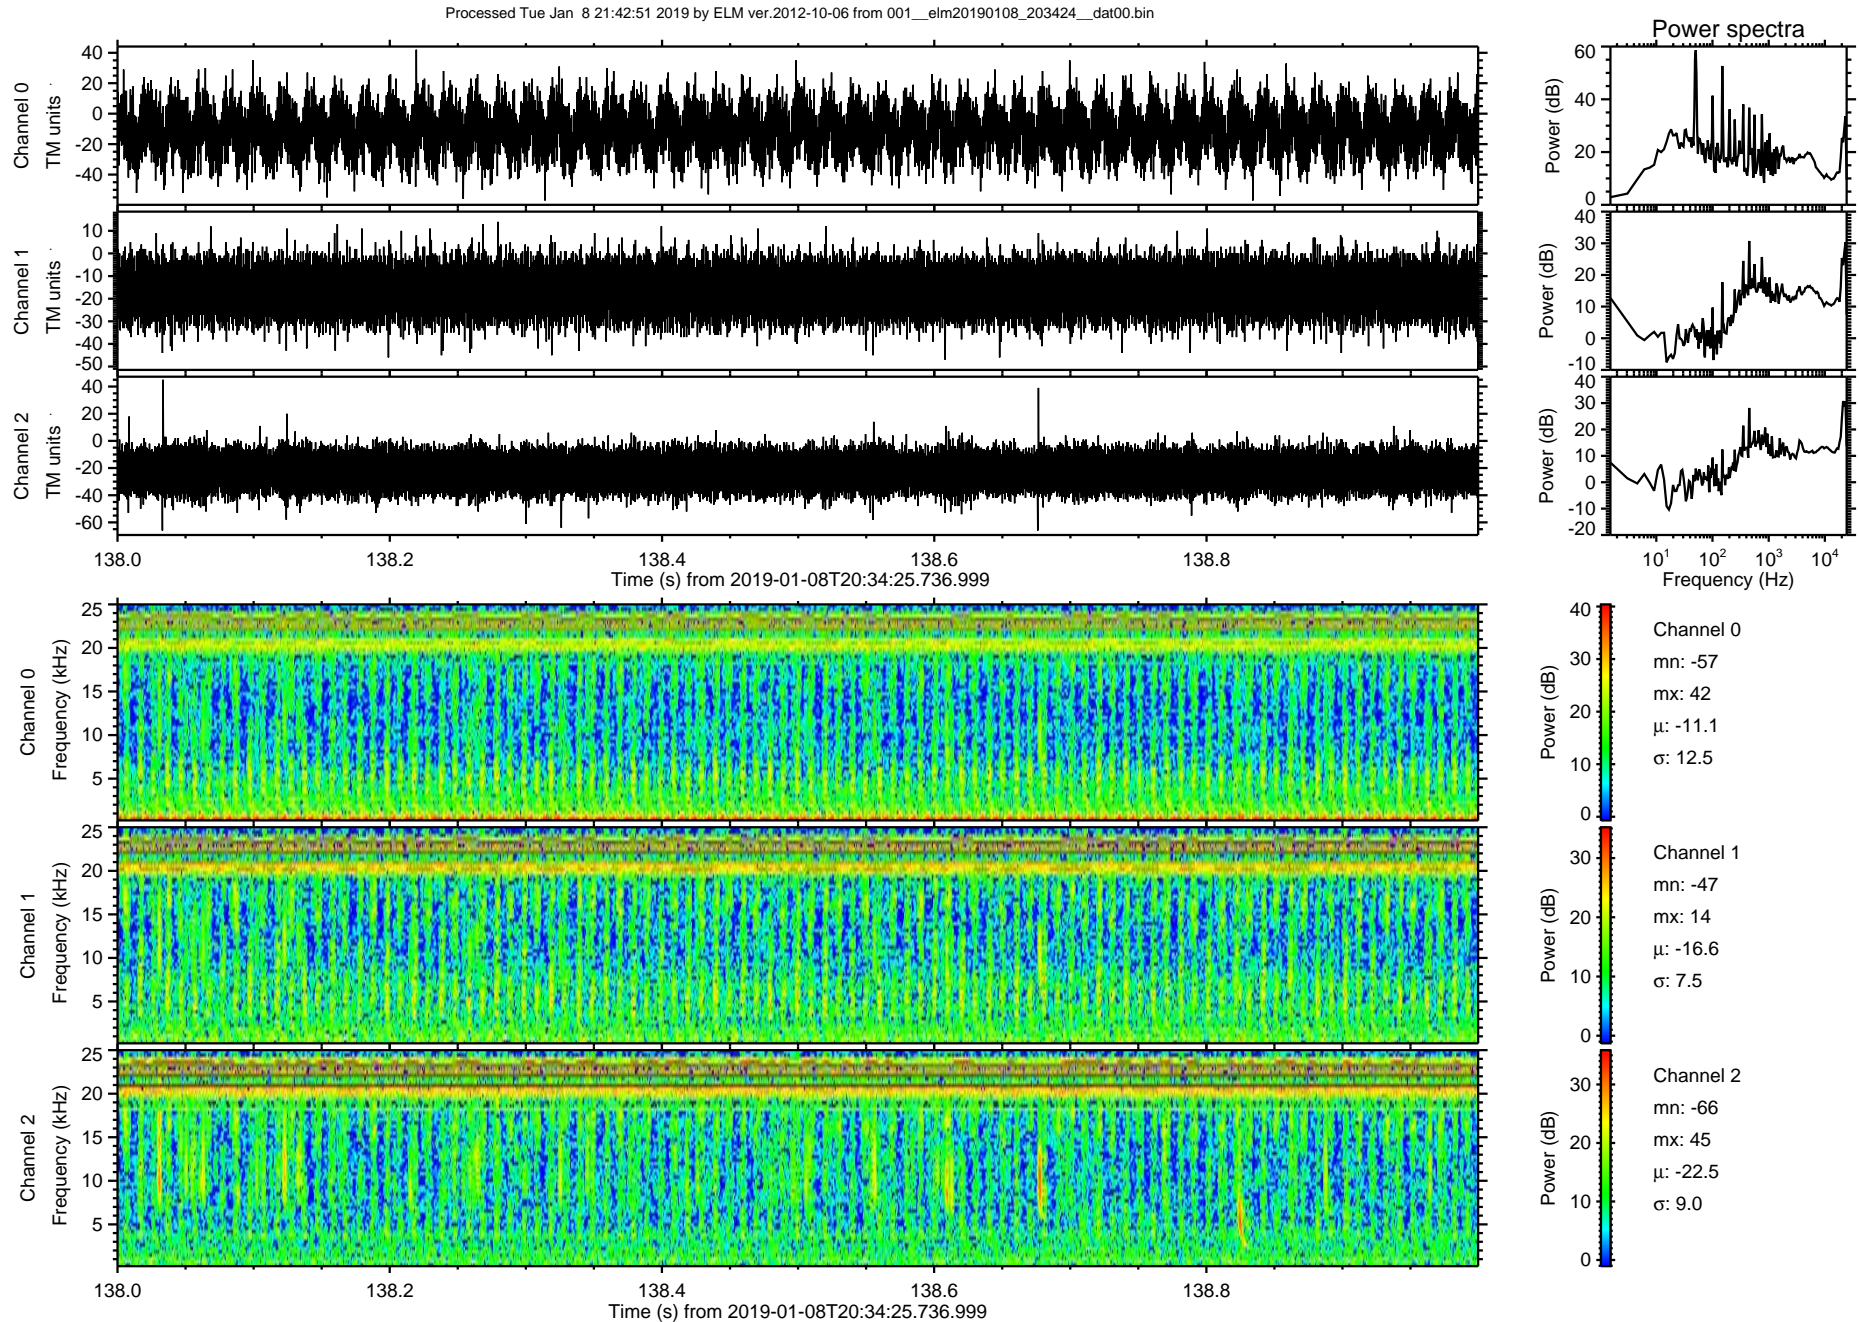 Processed Tue Jan  8 21:42:51 2019 by ELM ver.2012-10-06 from 001__elm20190108_203424__dat00.bin
Power spectra
Channel 0
TM units
40
20
0
-20
-40
Power (dB)
60
40
20
0
Channel 1
TM units
10
0
-10
-20
-30
-40
-50
Power (dB)
40
30
20
10
0
-10
Channel 2
TM units
40
20
0
-20
-40
-60
Power (dB)
40
30
20
10
0
-10
-20
138.0 138.2 138.4 138.6 138.8
Time (s) from 2019-01-08T20:34:25.736.999
10¹ 10² 10³ 10⁴
Frequency (Hz)
Channel 0
Frequency (kHz)
25
20
15
10
5
Power (dB)
40
30
20
10
0
Channel 0
mn: -57
mx: 42
μ: -11.1
σ: 12.5
Channel 1
Frequency (kHz)
25
20
15
10
5
Power (dB)
30
20
10
0
Channel 1
mn: -47
mx: 14
μ: -16.6
σ: 7.5
Channel 2
Frequency (kHz)
25
20
15
10
5
Power (dB)
30
20
10
0
Channel 2
mn: -66
mx: 45
μ: -22.5
σ: 9.0
138.0 138.2 138.4 138.6 138.8
Time (s) from 2019-01-08T20:34:25.736.999